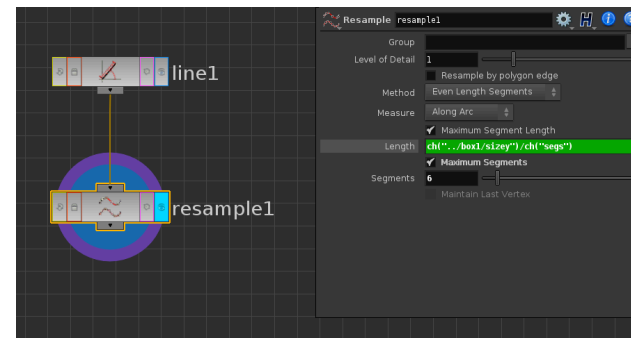 Resample resample1
Group
Level of Detail 1
Resample by polygon edge
Method Even Length Segments
Measure Along Arc
Maximum Segment Length
Length ch("../box1/sizey")/ch("segs")
Maximum Segments
Segments 6
Maintain Last Vertex
line1
resample1